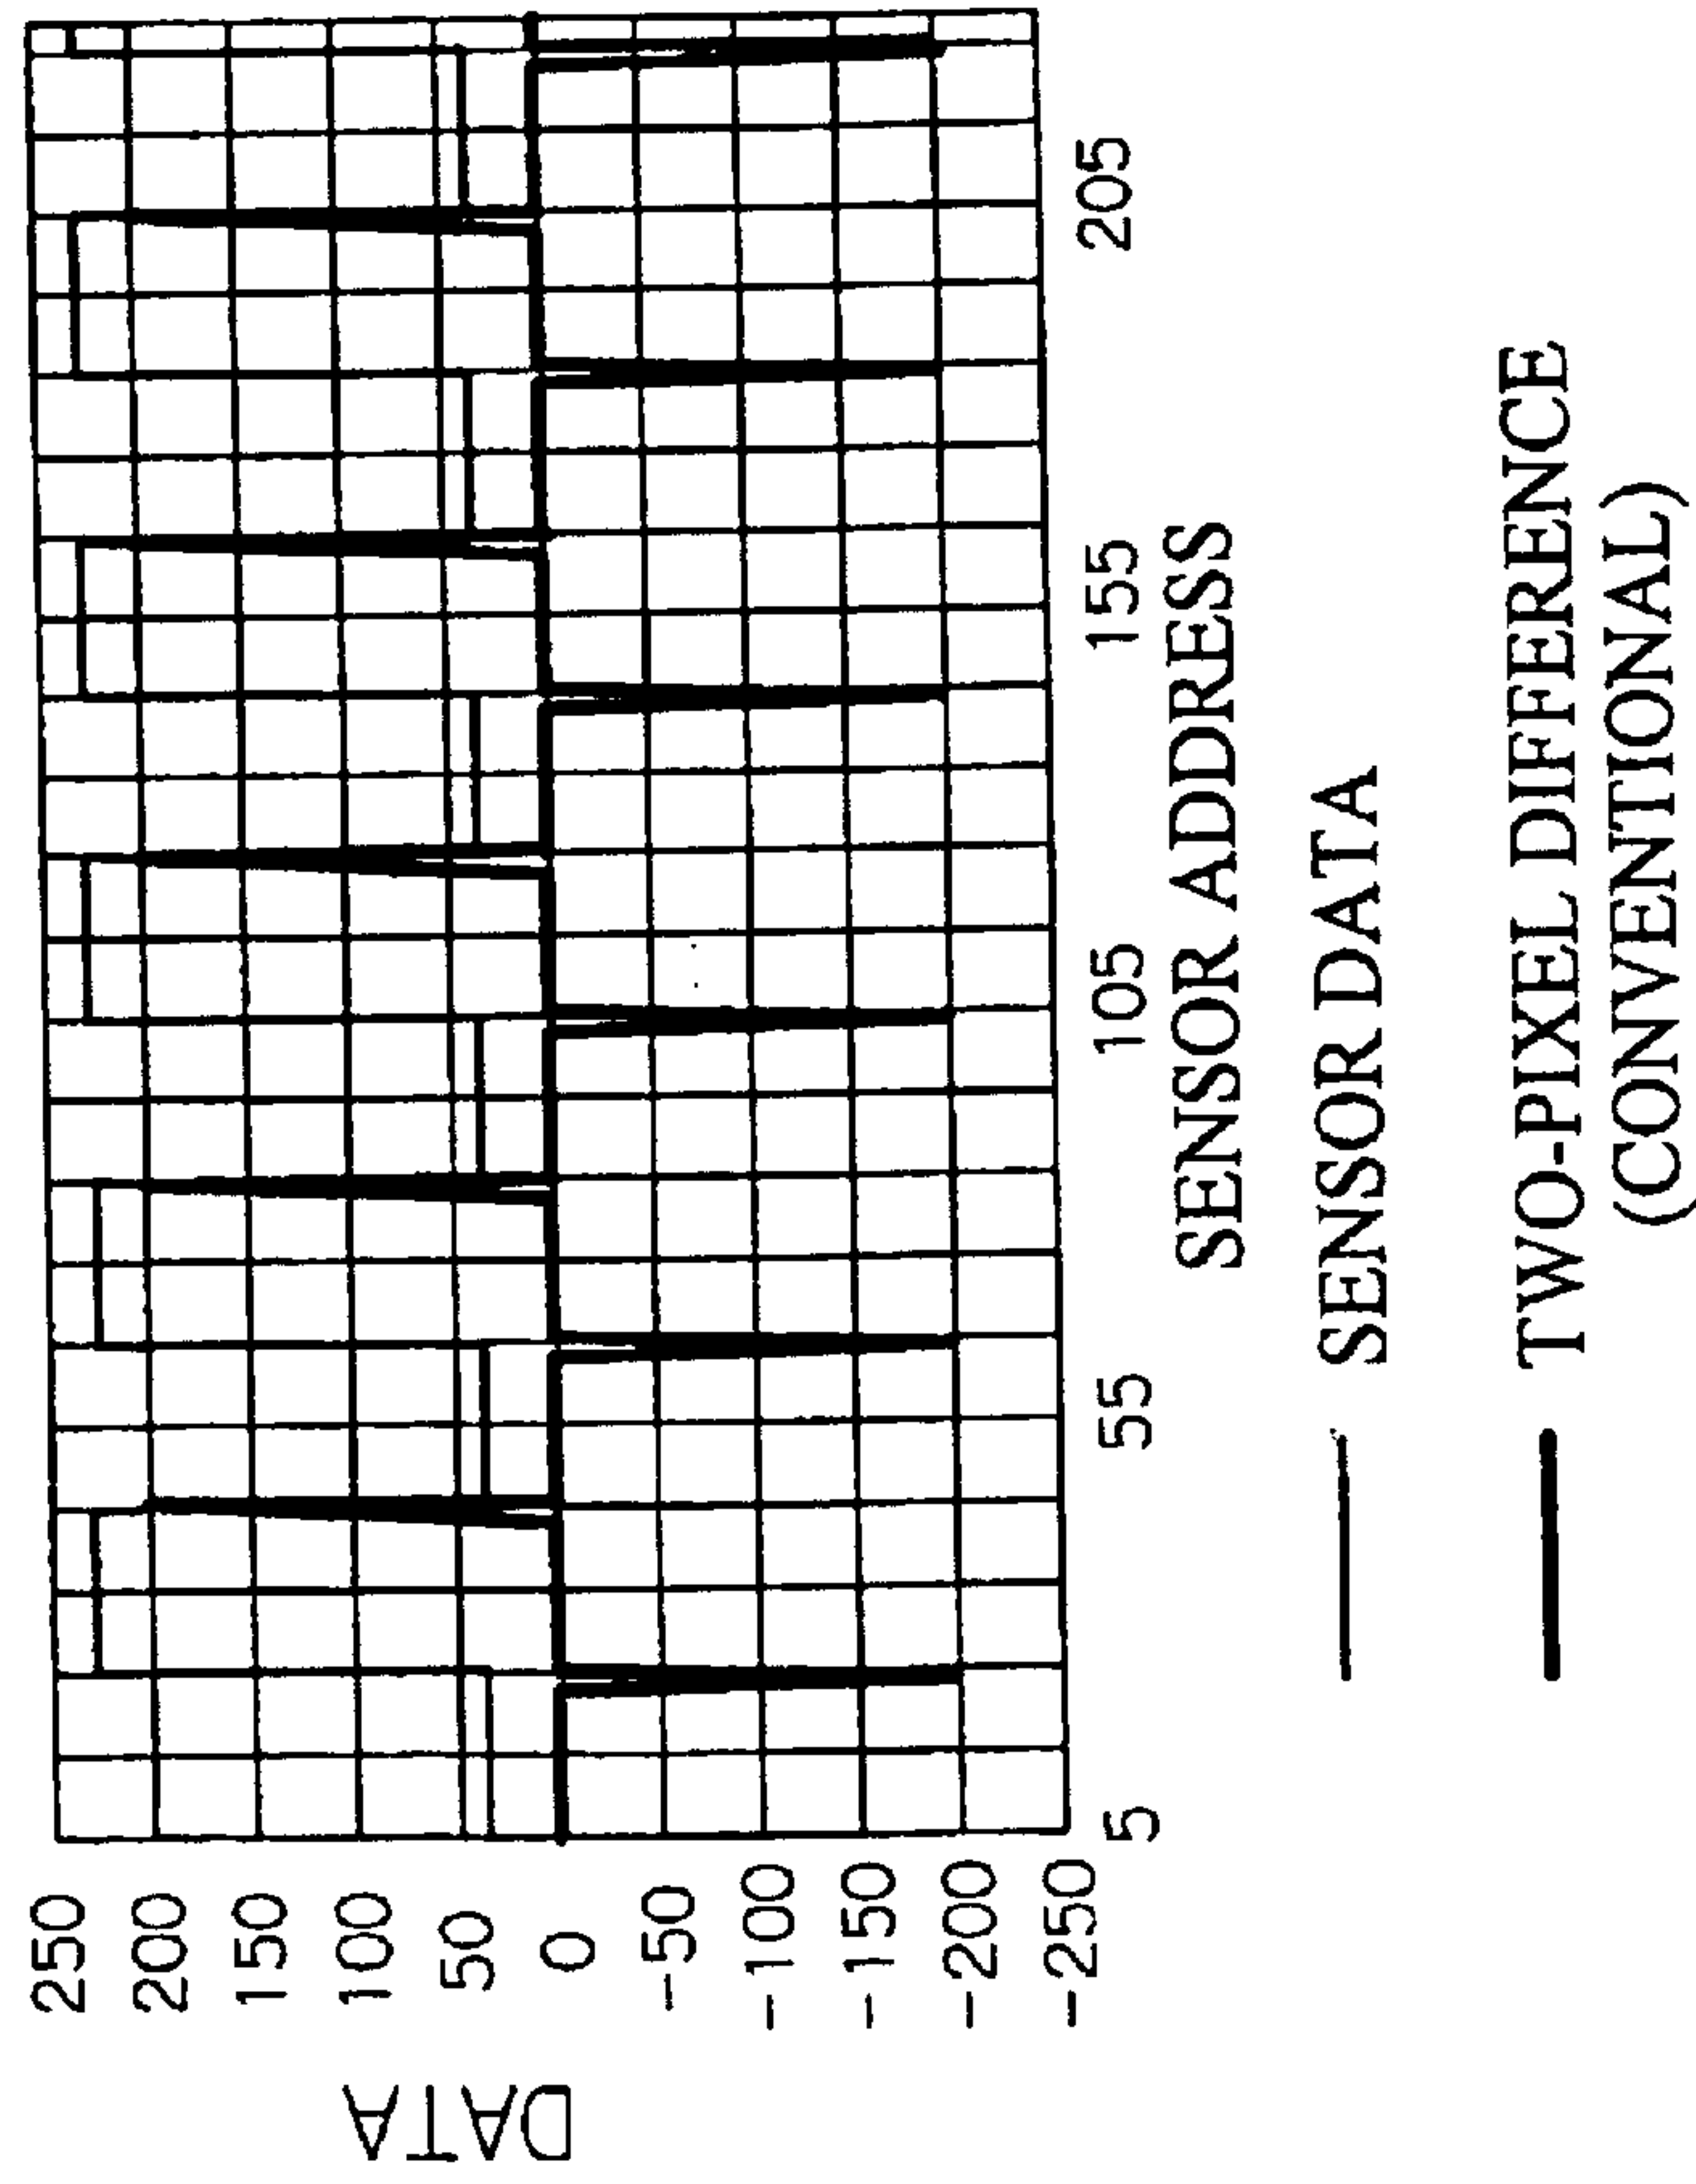 DATA
250
200
150
100
50
0
-50
-100
-150
-200
-250
5 55 105 155 205
SENSOR ADDRESS
SENSOR DATA
TWO-PIXEL DIFFERENCE
(CONVENTIONAL)